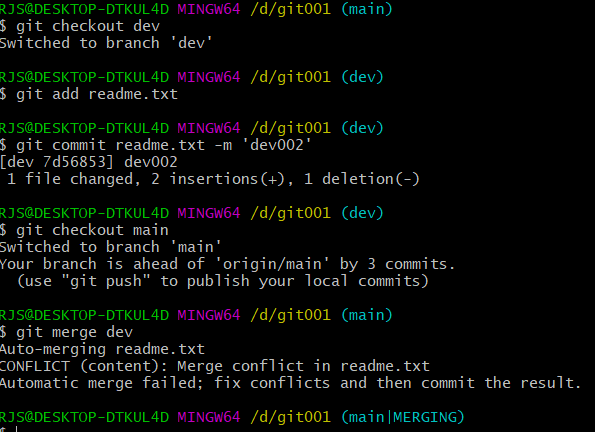 RJS@DESKTOP-DTKUL4D MINGW64 /d/git001 (main)
$ git checkout dev
Switched to branch 'dev'
RJS@DESKTOP-DTKUL4D MINGW64 /d/git001 (dev)
$ git add readme.txt
RJS@DESKTOP-DTKUL4D MINGW64 /d/git001 (dev)
$ git commit readme.txt -m 'dev002'
[dev 7d56853] dev002
1 file changed, 2 insertions(+), 1 deletion(-)
RJS@DESKTOP-DTKUL4D MINGW64 /d/git001 (dev)
$ git checkout main
Switched to branch 'main'
Your branch is ahead of 'origin/main' by 3 commits.
(use "git push" to publish your local commits)
RJS@DESKTOP-DTKUL4D MINGW64 /d/git001 (main)
$ git merge dev
Auto-merging readme.txt
CONFLICT (content): Merge conflict in readme.txt
Automatic merge failed; fix conflicts and then commit the result.
RJS@DESKTOP-DTKUL4D MINGW64 /d/git001 (main|MERGING)
$